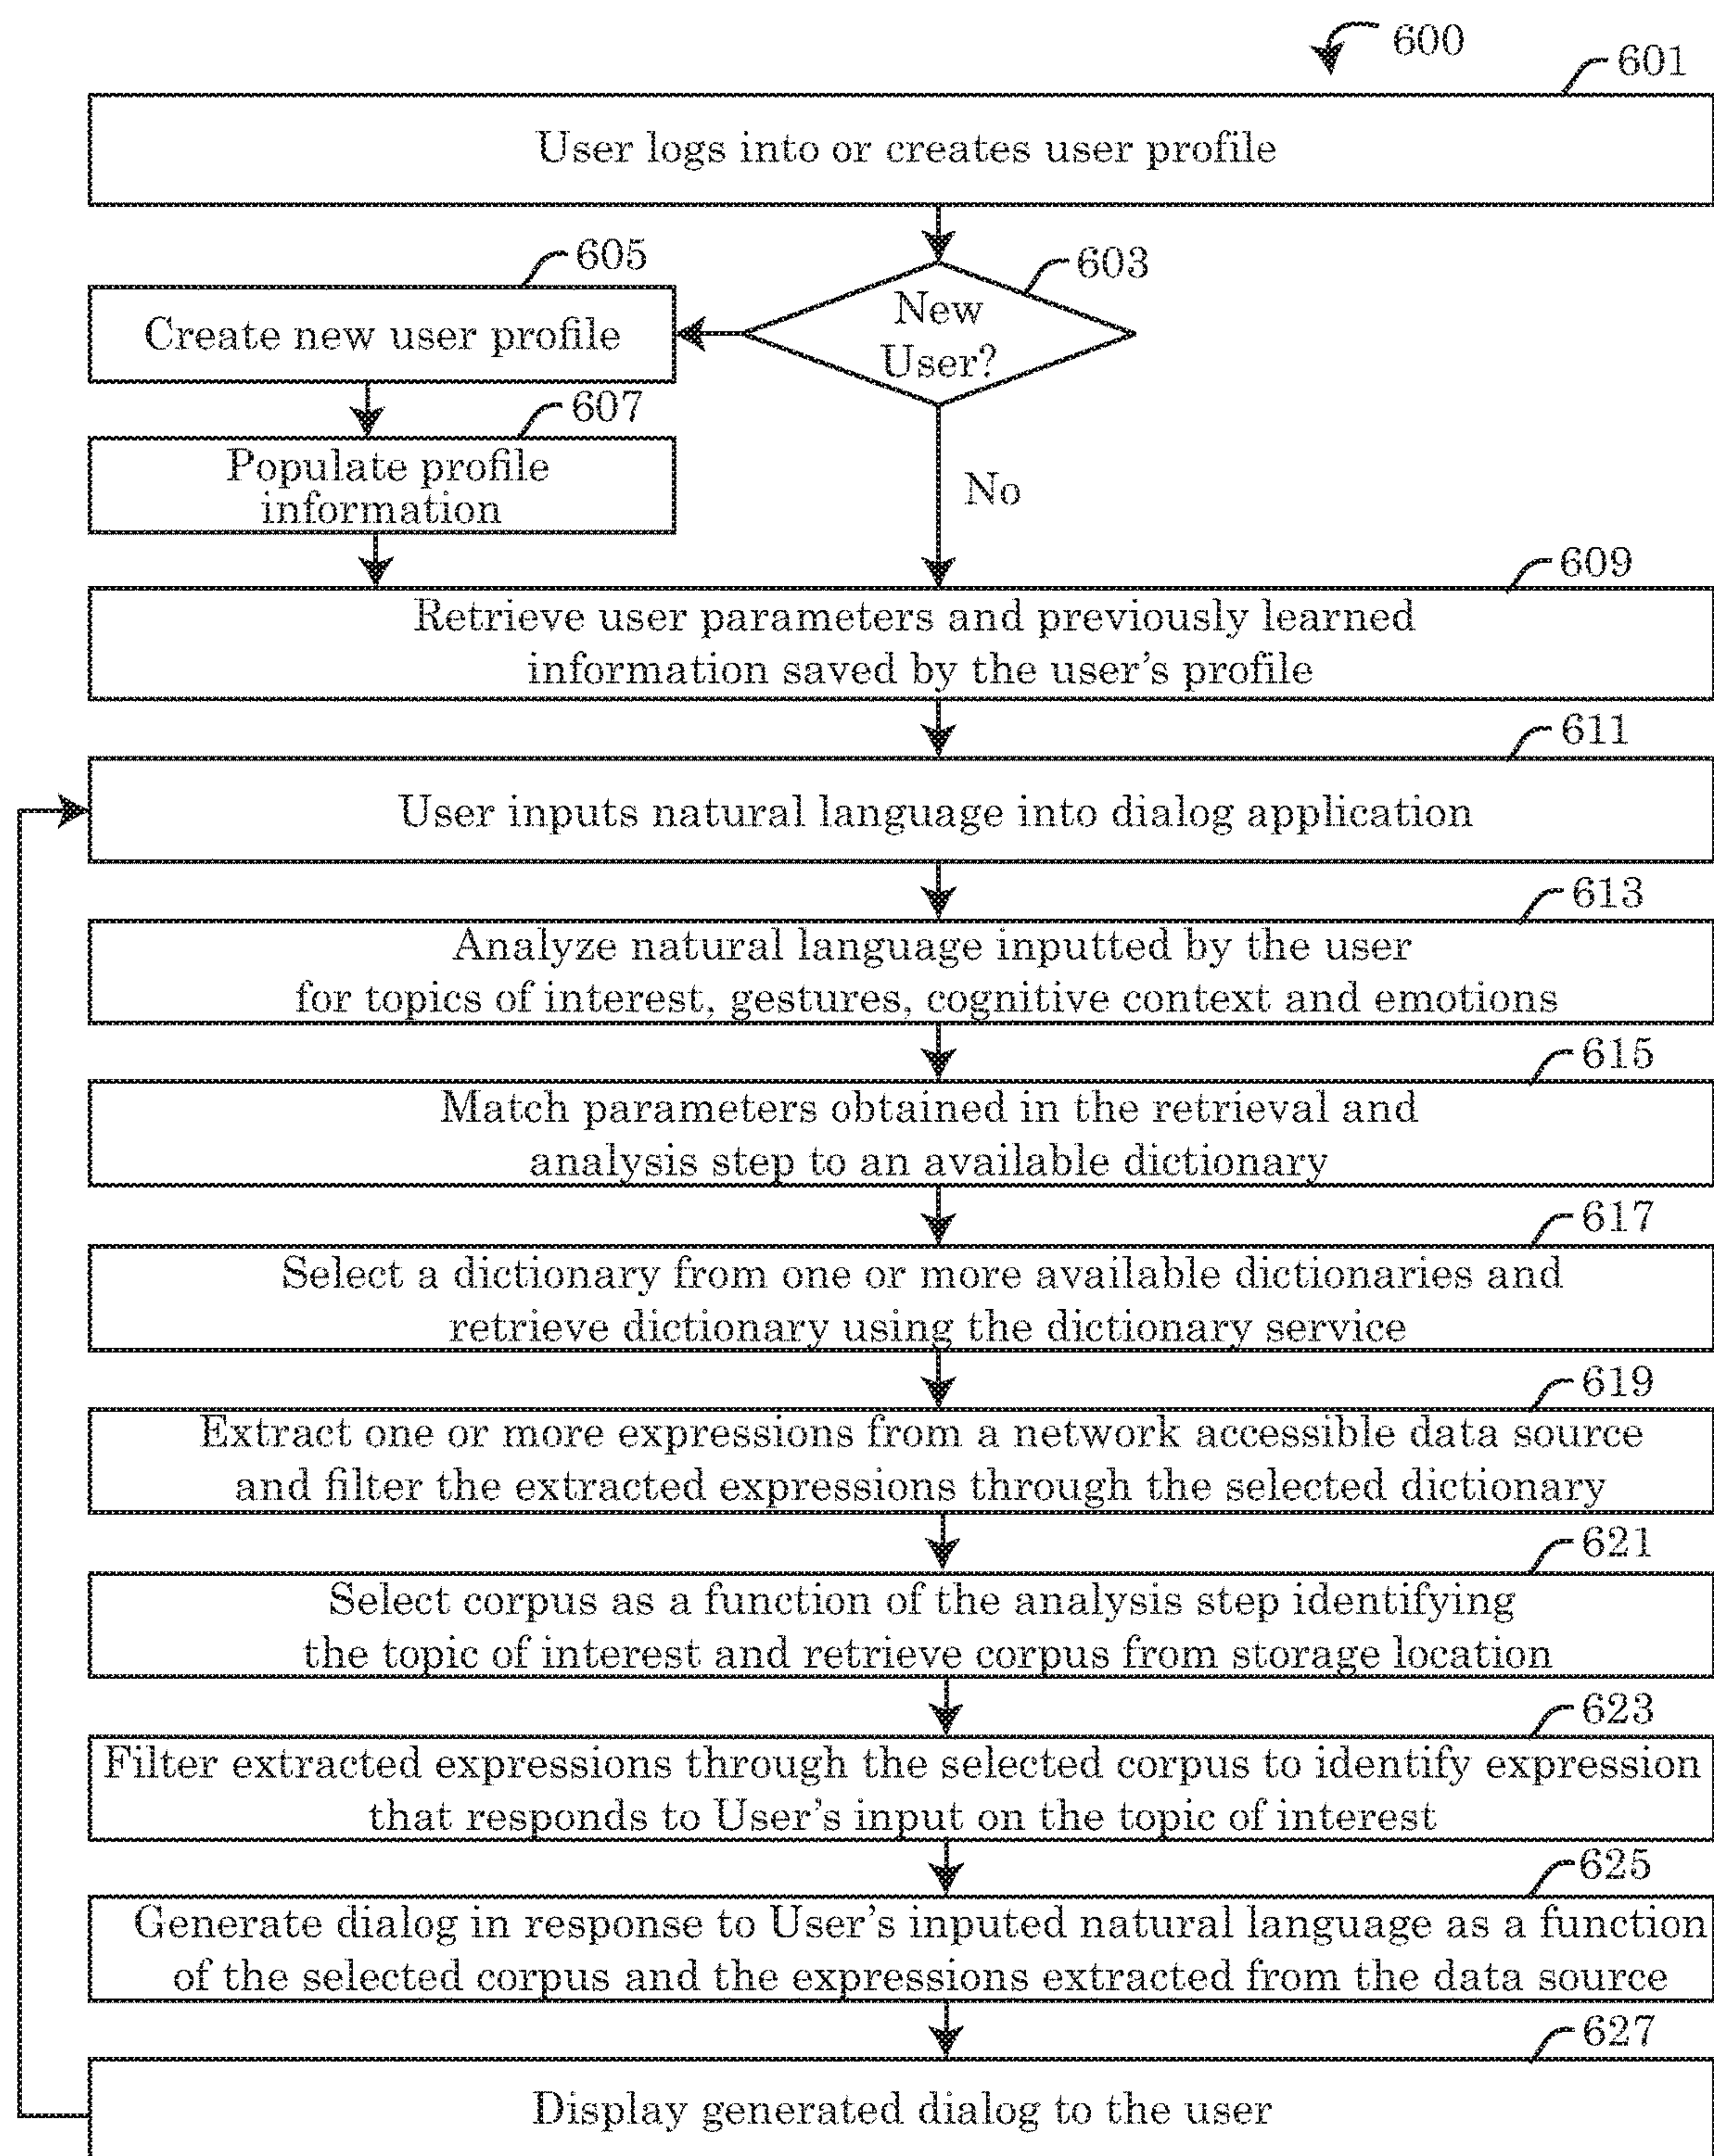 600
601
User logs into or creates user profile
605
603
New
User?
Create new user profile
607
Populate profile
information
No
609
Retrieve user parameters and previously learned
information saved by the user's profile
611
User inputs natural language into dialog application
613
Analyze natural language inputted by the user
for topics of interest, gestures, cognitive context and emotions
615
Match parameters obtained in the retrieval and
analysis step to an available dictionary
617
Select a dictionary from one or more available dictionaries and
retrieve dictionary using the dictionary service
619
Extract one or more expressions from a network accessible data source
and filter the extracted expressions through the selected dictionary
621
Select corpus as a function of the analysis step identifying
the topic of interest and retrieve corpus from storage location
623
Filter extracted expressions through the selected corpus to identify expression
that responds to User's input on the topic of interest
625
Generate dialog in response to User's inputed natural language as a function
of the selected corpus and the expressions extracted from the data source
627
Display generated dialog to the user